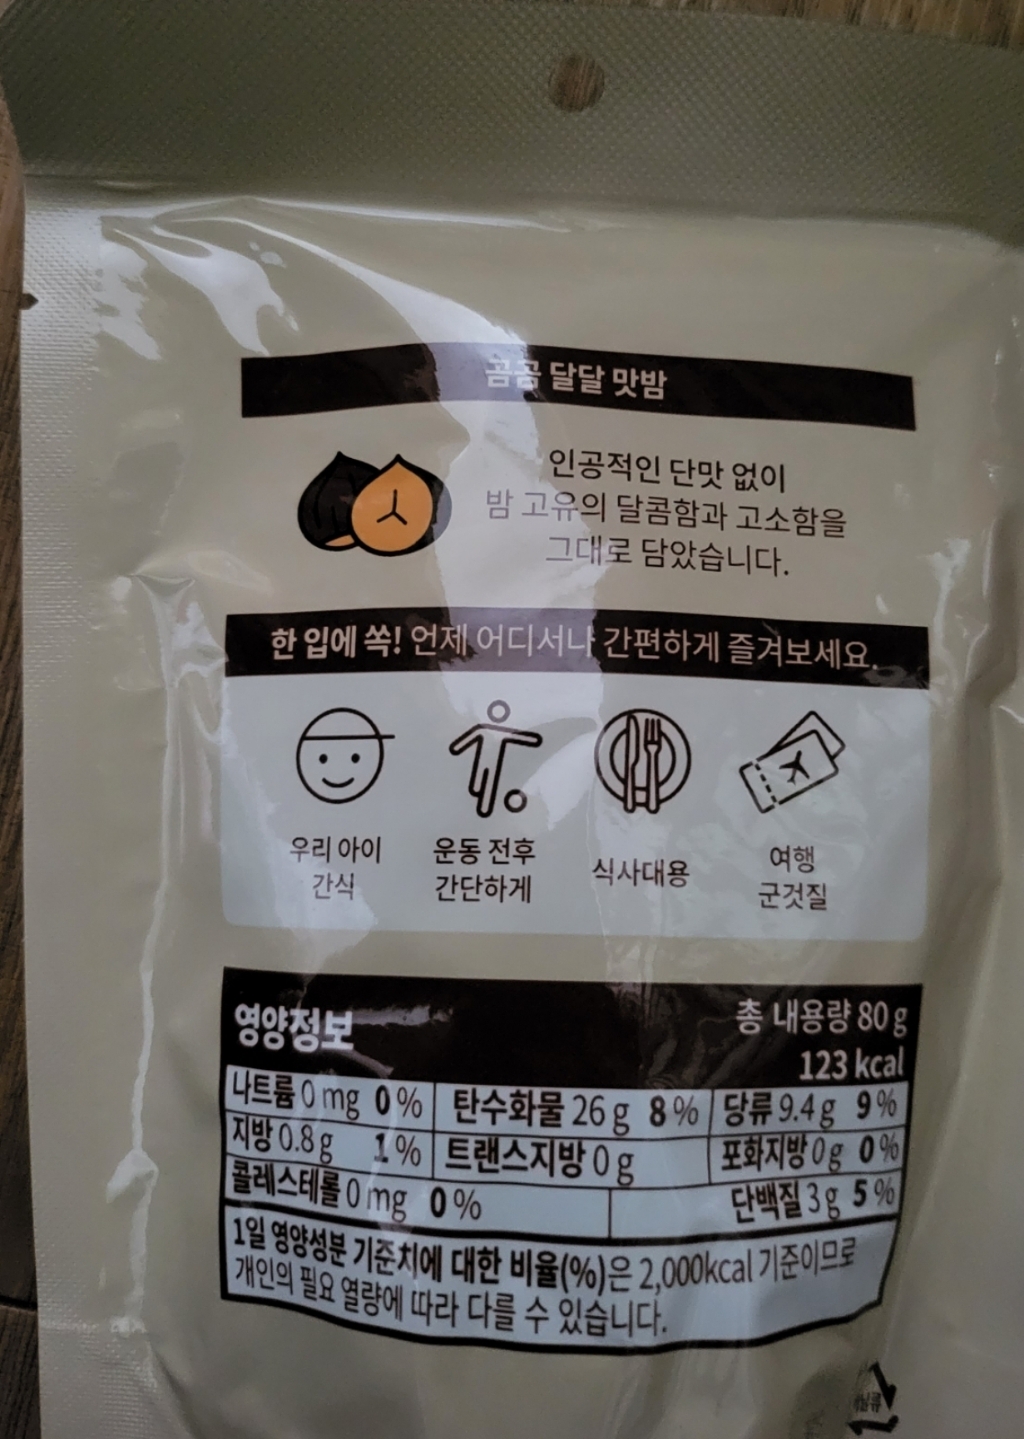 곰곰 달달 맛밤
인공적인 단맛 없이
밤 고유의 달콤함과 고소함을
그대로 담았습니다.
한 입에 쏙! 언제 어디서나 간편하게 즐겨보세요.
우리 아이
간식
운동 전후
간단하게
식사대용
여행
군것질
영양정보
총 내용량 80 g
123 kcal
나트륨 0 mg 0 % 탄수화물 26 g 8 % 당류 9.4 g 9 %
지방 0.8 g 1 % 트랜스지방 0 g 포화지방 0 g 0 %
콜레스테롤 0 mg 0 % 단백질 3 g 5 %
1일 영양성분 기준치에 대한 비율(%)은 2,000kcal 기준이므로
개인의 필요 열량에 따라 다를 수 있습니다.